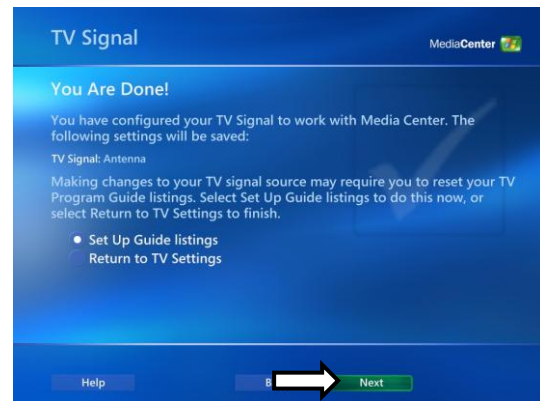 TV Signal
MediaCenter
You Are Done!
You have configured your TV Signal to work with Media Center. The
following settings will be saved:
TV Signal: Antenna
Making changes to your TV signal source may require you to reset your TV
Program Guide listings. Select Set Up Guide listings to do this now, or
select Return to TV Settings to finish.
Set Up Guide listings
Return to TV Settings
Help Next